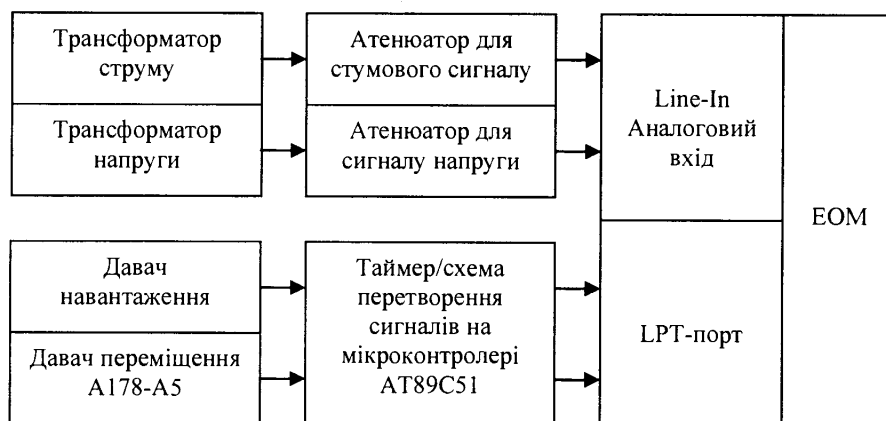 Трансформатор
струму
Атенюатор для
стумового сигналу
Трансформатор
напруги
Атенюатор для
сигналу напруги
Line-In
Аналоговий
вхід
ЕОМ
Давач
навантаження
Давач переміщення
А178-А5
Таймер/схема
перетворення
сигналів на
мікроконтролері
АТ89С51
LPT-порт